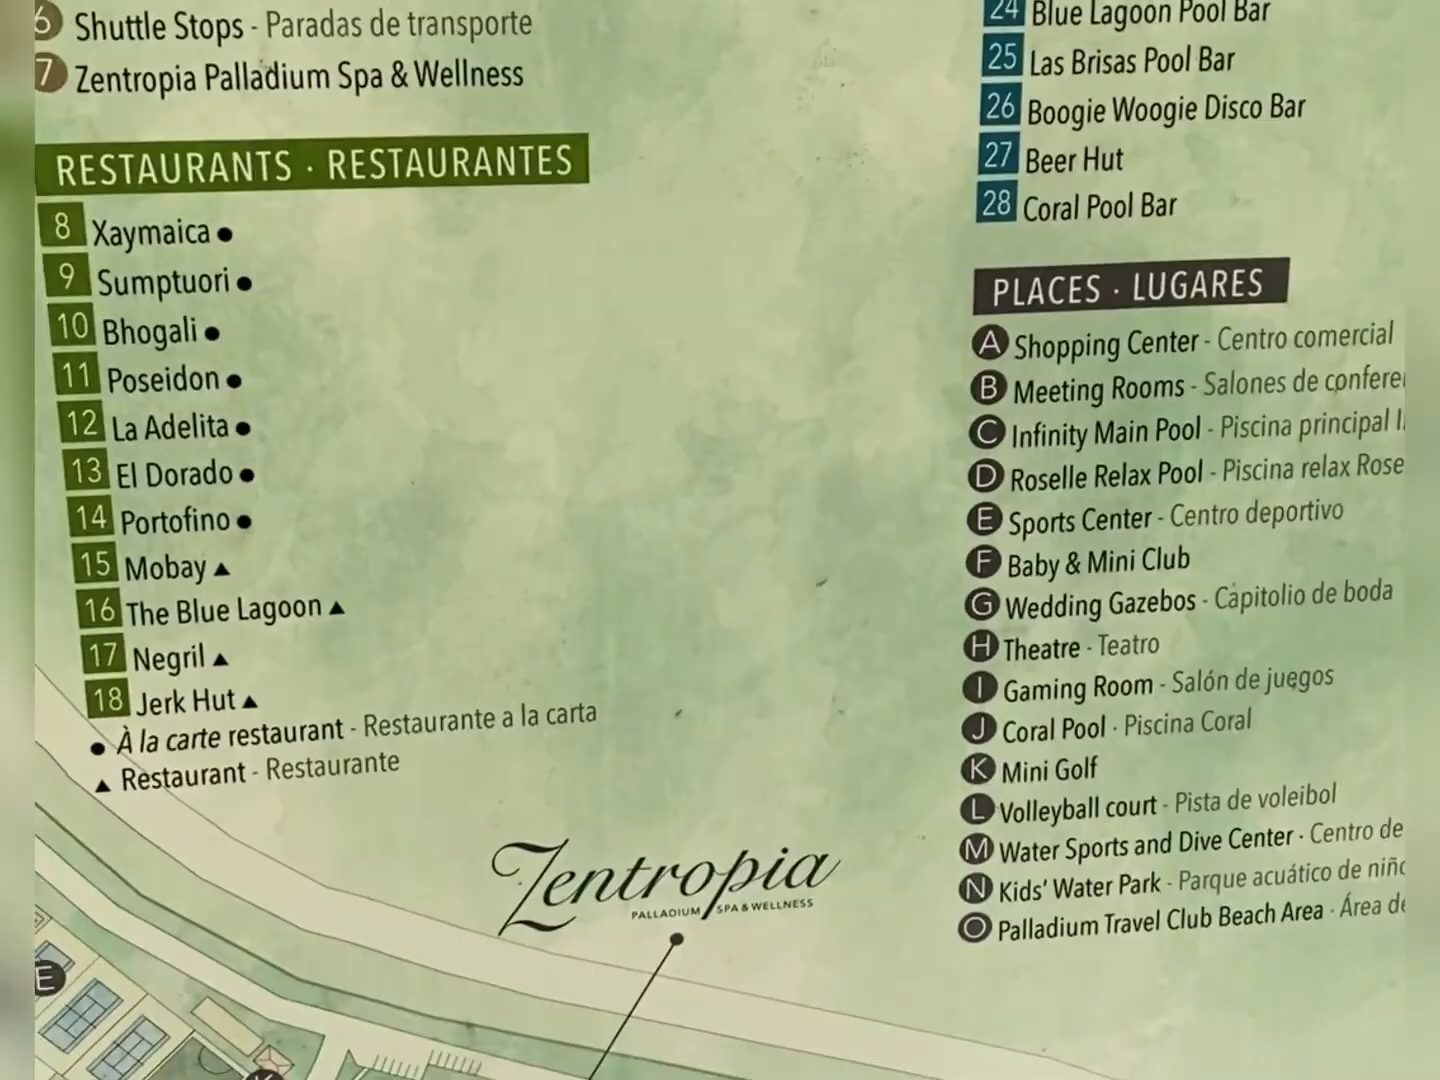 6 Shuttle Stops - Paradas de transporte
7 Zentropia Palladium Spa & Wellness
RESTAURANTS · RESTAURANTES
8 Xaymaica ●
9 Sumptuori ●
10 Bhogali ●
11 Poseidon ●
12 La Adelita ●
13 El Dorado ●
14 Portofino ●
15 Mobay ▲
16 The Blue Lagoon ▲
17 Negril ▲
18 Jerk Hut ▲
● À la carte restaurant - Restaurante a la carta
▲ Restaurant - Restaurante
24 Blue Lagoon Pool Bar
25 Las Brisas Pool Bar
26 Boogie Woogie Disco Bar
27 Beer Hut
28 Coral Pool Bar
PLACES · LUGARES
A Shopping Center - Centro comercial
B Meeting Rooms - Salones de
C Infinity Main Pool - Piscina principal
D Roselle Relax Pool - Piscina relax
E Sports Center - Centro deportivo
F Baby & Mini Club
G Wedding Gazebos - Capitolio de boda
H Theatre - Teatro
I Gaming Room - Salón de juegos
J Coral Pool · Piscina Coral
K Mini Golf
L Volleyball court - Pista de voleibol
M Water Sports and Dive Center · Centro de
N Kids' Water Park - Parque acuático de
O Palladium Travel Club Beach Area · Área
Zentropia
PALLADIUM SPA & WELLNESS
E